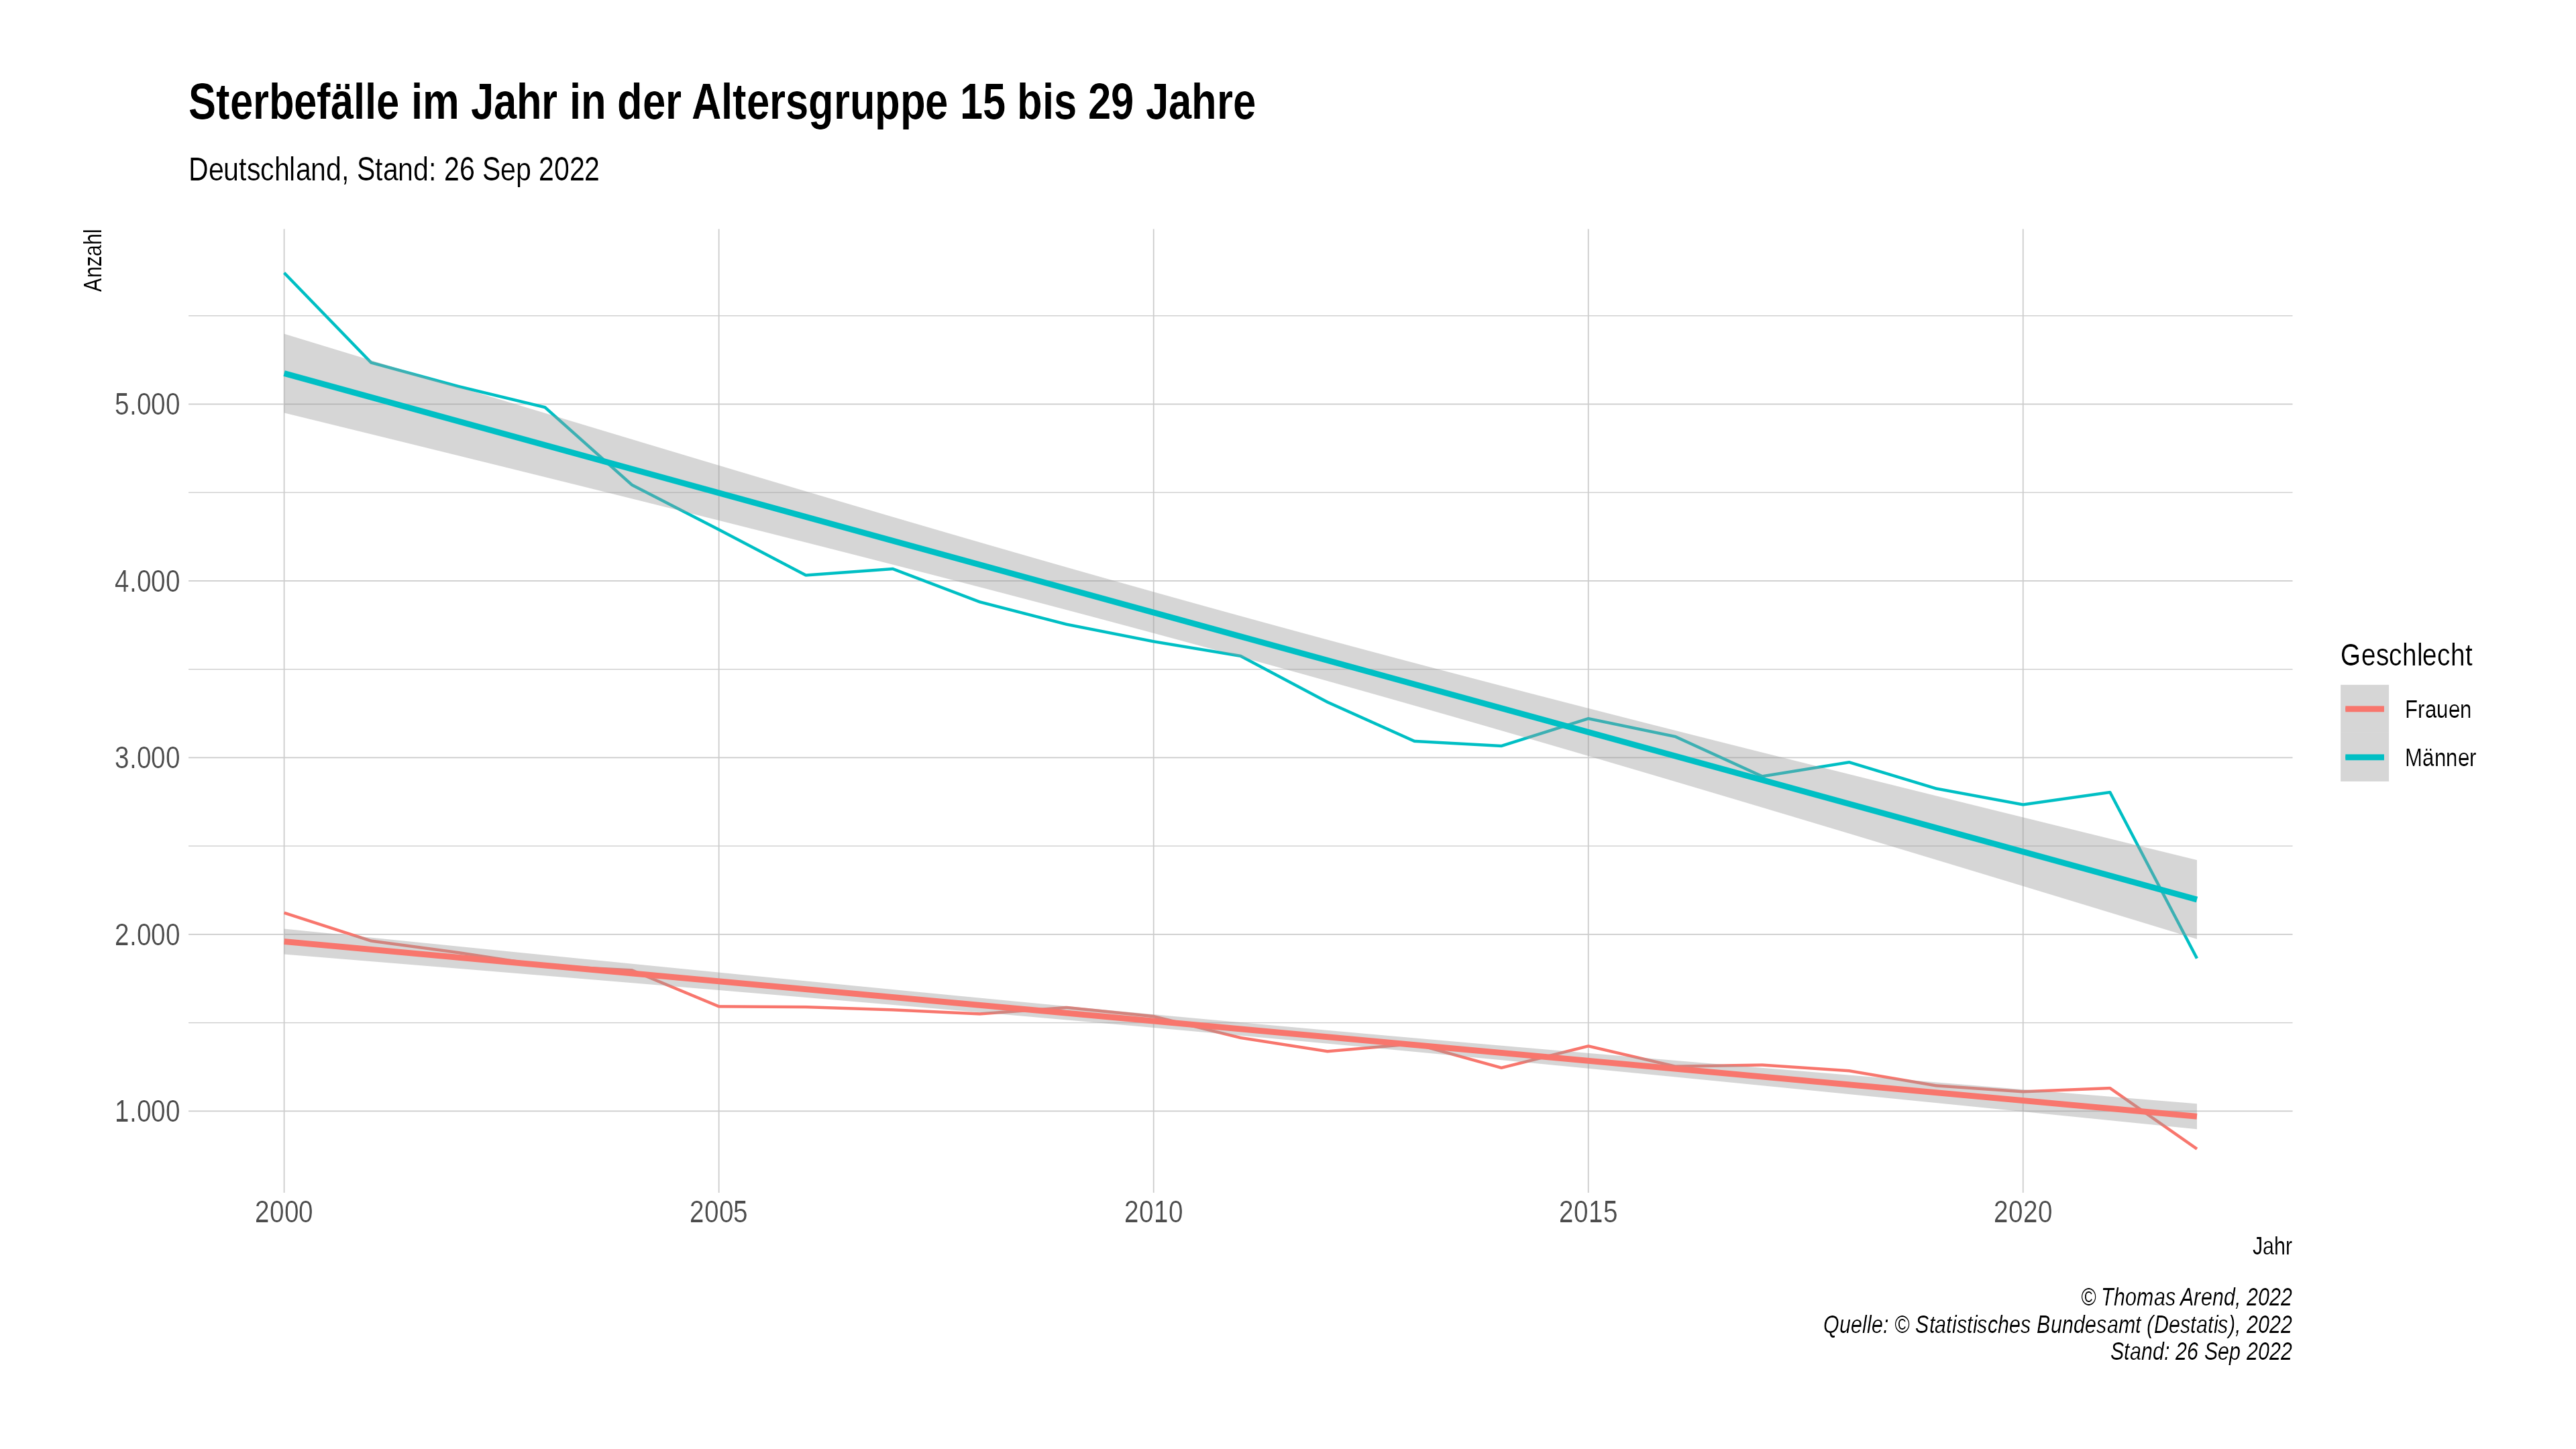 Sterbefälle im Jahr in der Altersgruppe 15 bis 29 Jahre
Deutschland, Stand: 26 Sep 2022
Anzahl
5.000
4.000
3.000
2.000
1.000
2000
2005
2010
2015
2020
Jahr
Geschlecht
Frauen
Männer
© Thomas Arend, 2022
Quelle: © Statistisches Bundesamt (Destatis), 2022
Stand: 26 Sep 2022